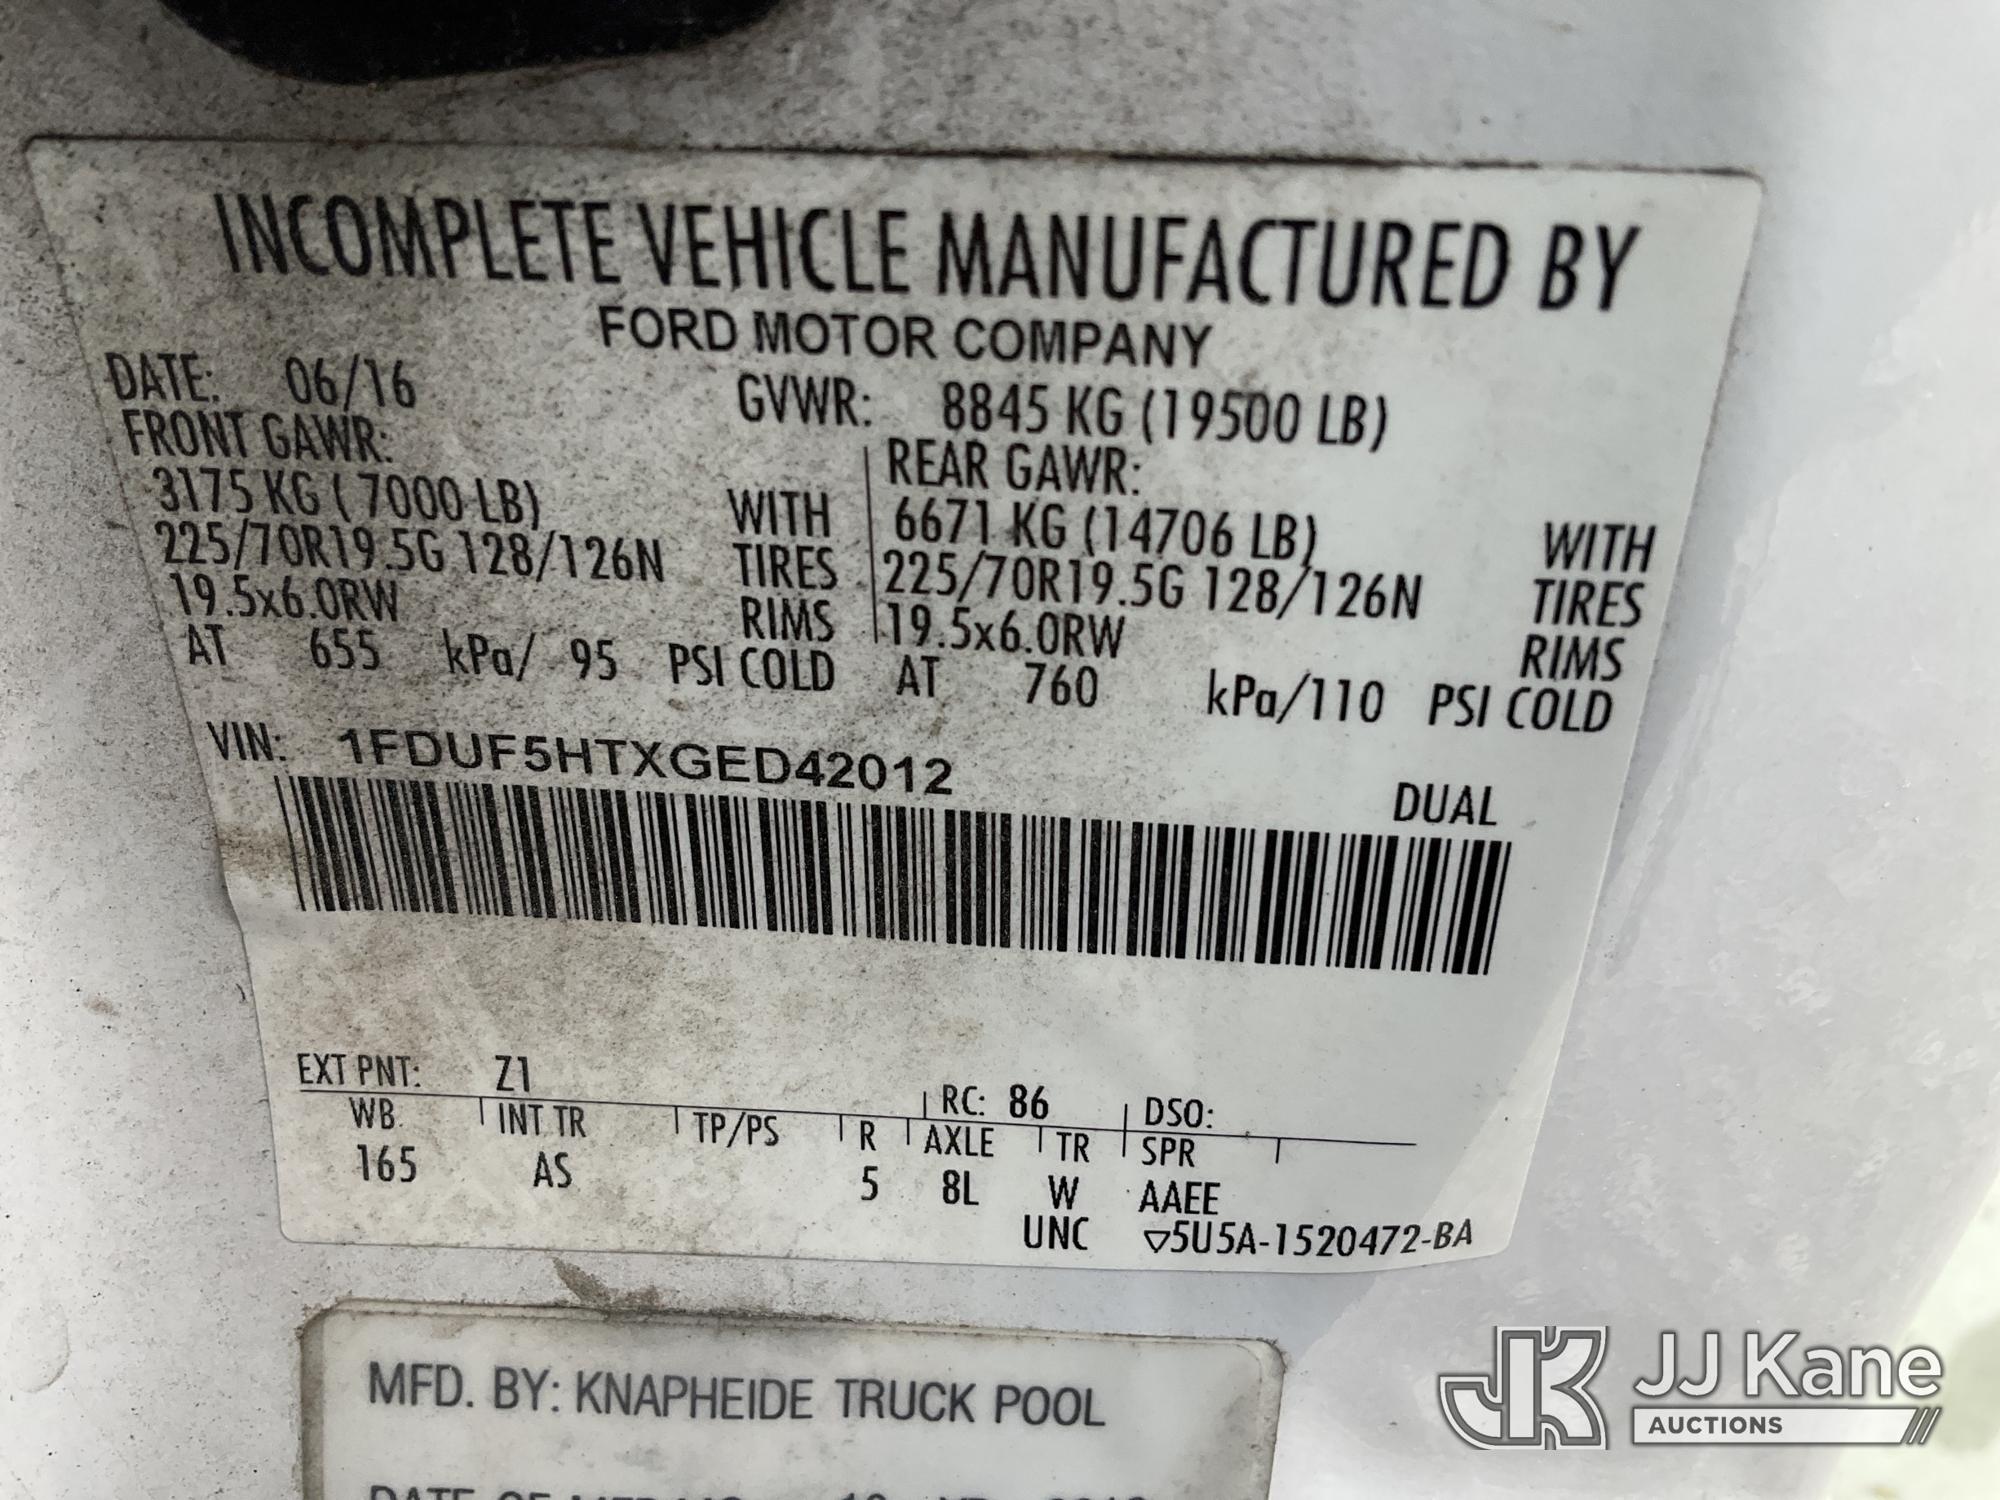 INCOMPLETE VEHICLE MANUFACTURED BY
FORD MOTOR COMPANY
DATE: 06/16 GVWR: 8845 KG (19500 LB)
FRONT GAWR: REAR GAWR:
3175 KG ( 7000 LB) WITH 6671 KG (14706 LB) WITH
225/70R19.5G 128/126N TIRES 225/70R19.5G 128/126N TIRES
19.5x6.0RW RIMS 19.5x6.0RW RIMS
AT 655 kPa/ 95 PSI COLD AT 760 kPa/110 PSI COLD
VIN: 1FDUF5HTXGED42012
DUAL
EXT PNT: Z1 RC: 86 DSO:
WB INT TR TP/PS R AXLE TR SPR
165 AS 5 8L W AAEE
UNC ▽5U5A-1520472-BA
MFD. BY: KNAPHEIDE TRUCK POOL
DATE OF
JK JJ Kane
AUCTIONS